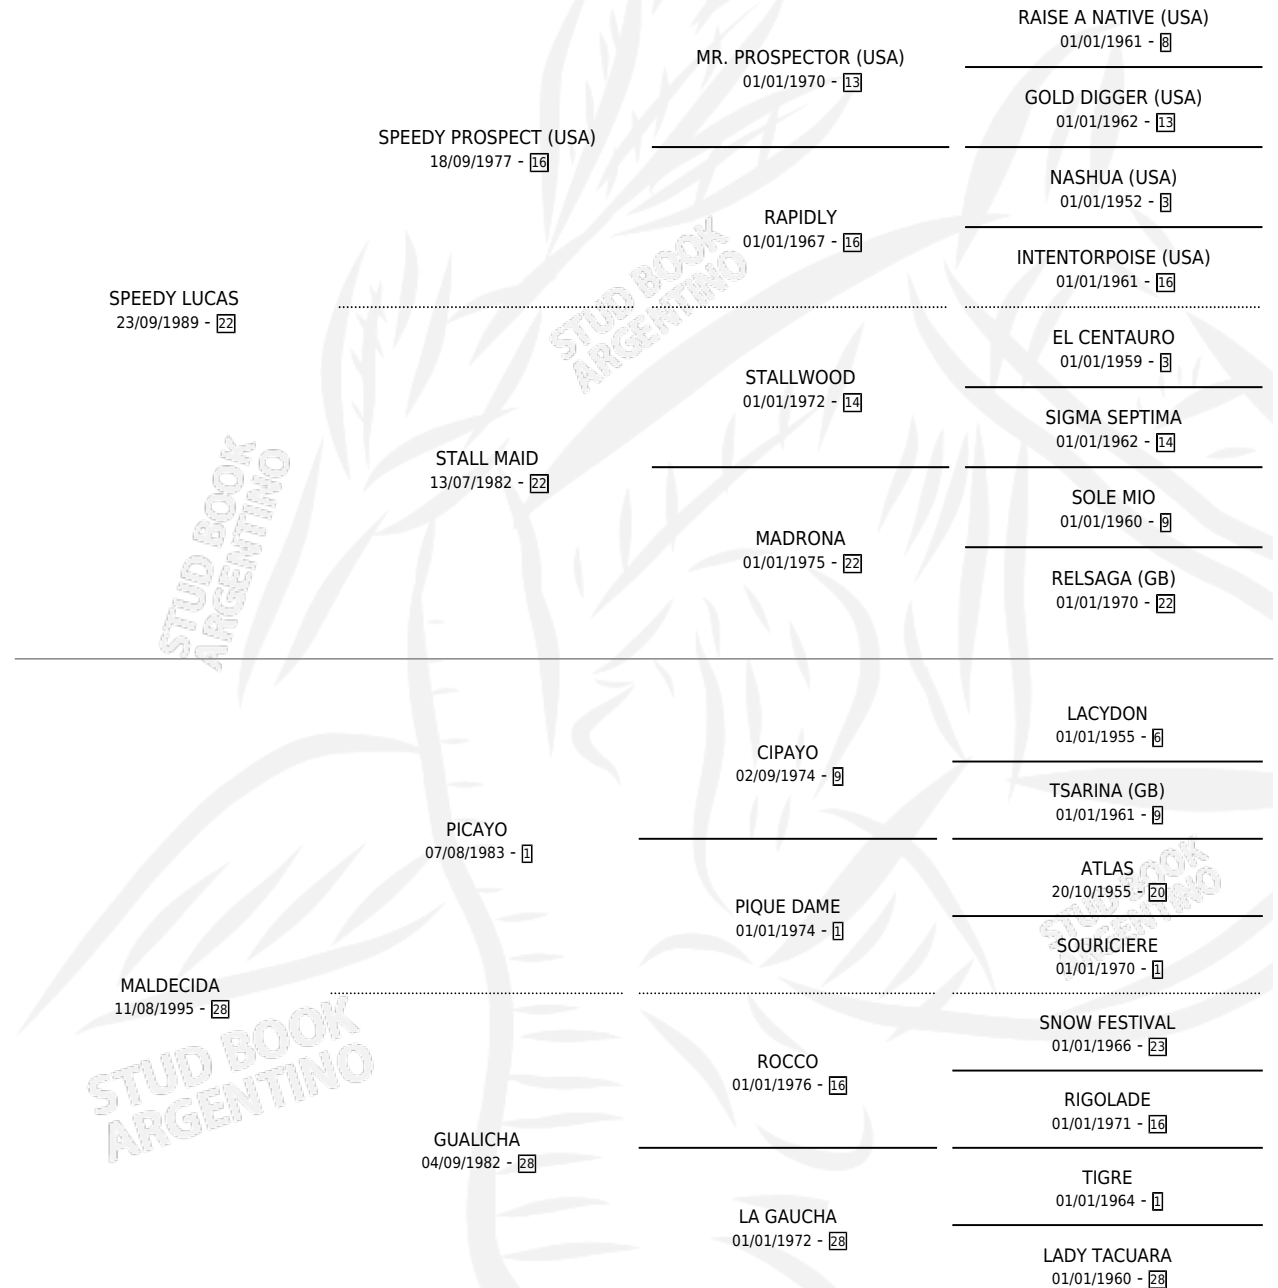 RAISE A NATIVE (USA)
01/01/1961 - 8
MR. PROSPECTOR (USA)
01/01/1970 - 13
GOLD DIGGER (USA)
01/01/1962 - 13
SPEEDY PROSPECT (USA)
18/09/1977 - 16
NASHUA (USA)
01/01/1952 - 3
RAPIDLY
01/01/1967 - 16
INTENTORPOISE (USA)
01/01/1961 - 16
SPEEDY LUCAS
23/09/1989 - 22
STUD BOOK
ARGENTINO
EL CENTAURO
01/01/1959 - 3
STALLWOOD
01/01/1972 - 14
SIGMA SEPTIMA
01/01/1962 - 14
STALL MAID
13/07/1982 - 22
SOLE MIO
01/01/1960 - 9
MADRONA
01/01/1975 - 22
RELSAGA (GB)
01/01/1970 - 22
STUD BOOK
ARGENTINO
LACYDON
01/01/1955 - 6
CIPAYO
02/09/1974 - 9
TSARINA (GB)
01/01/1961 - 9
PICAYO
07/08/1983 - 1
ATLAS
20/10/1955 - 20
STUD BOOK
ARGENTINO
PIQUE DAME
01/01/1974 - 1
SOURICIERE
01/01/1970 - 1
MALDECIDA
11/08/1995 - 28
STUD BOOK
ARGENTINO
SNOW FESTIVAL
01/01/1966 - 23
ROCCO
01/01/1976 - 16
RIGOLADE
01/01/1971 - 16
GUALICHA
04/09/1982 - 28
TIGRE
01/01/1964 - 1
LA GAUCHA
01/01/1972 - 28
LADY TACUARA
01/01/1960 - 28